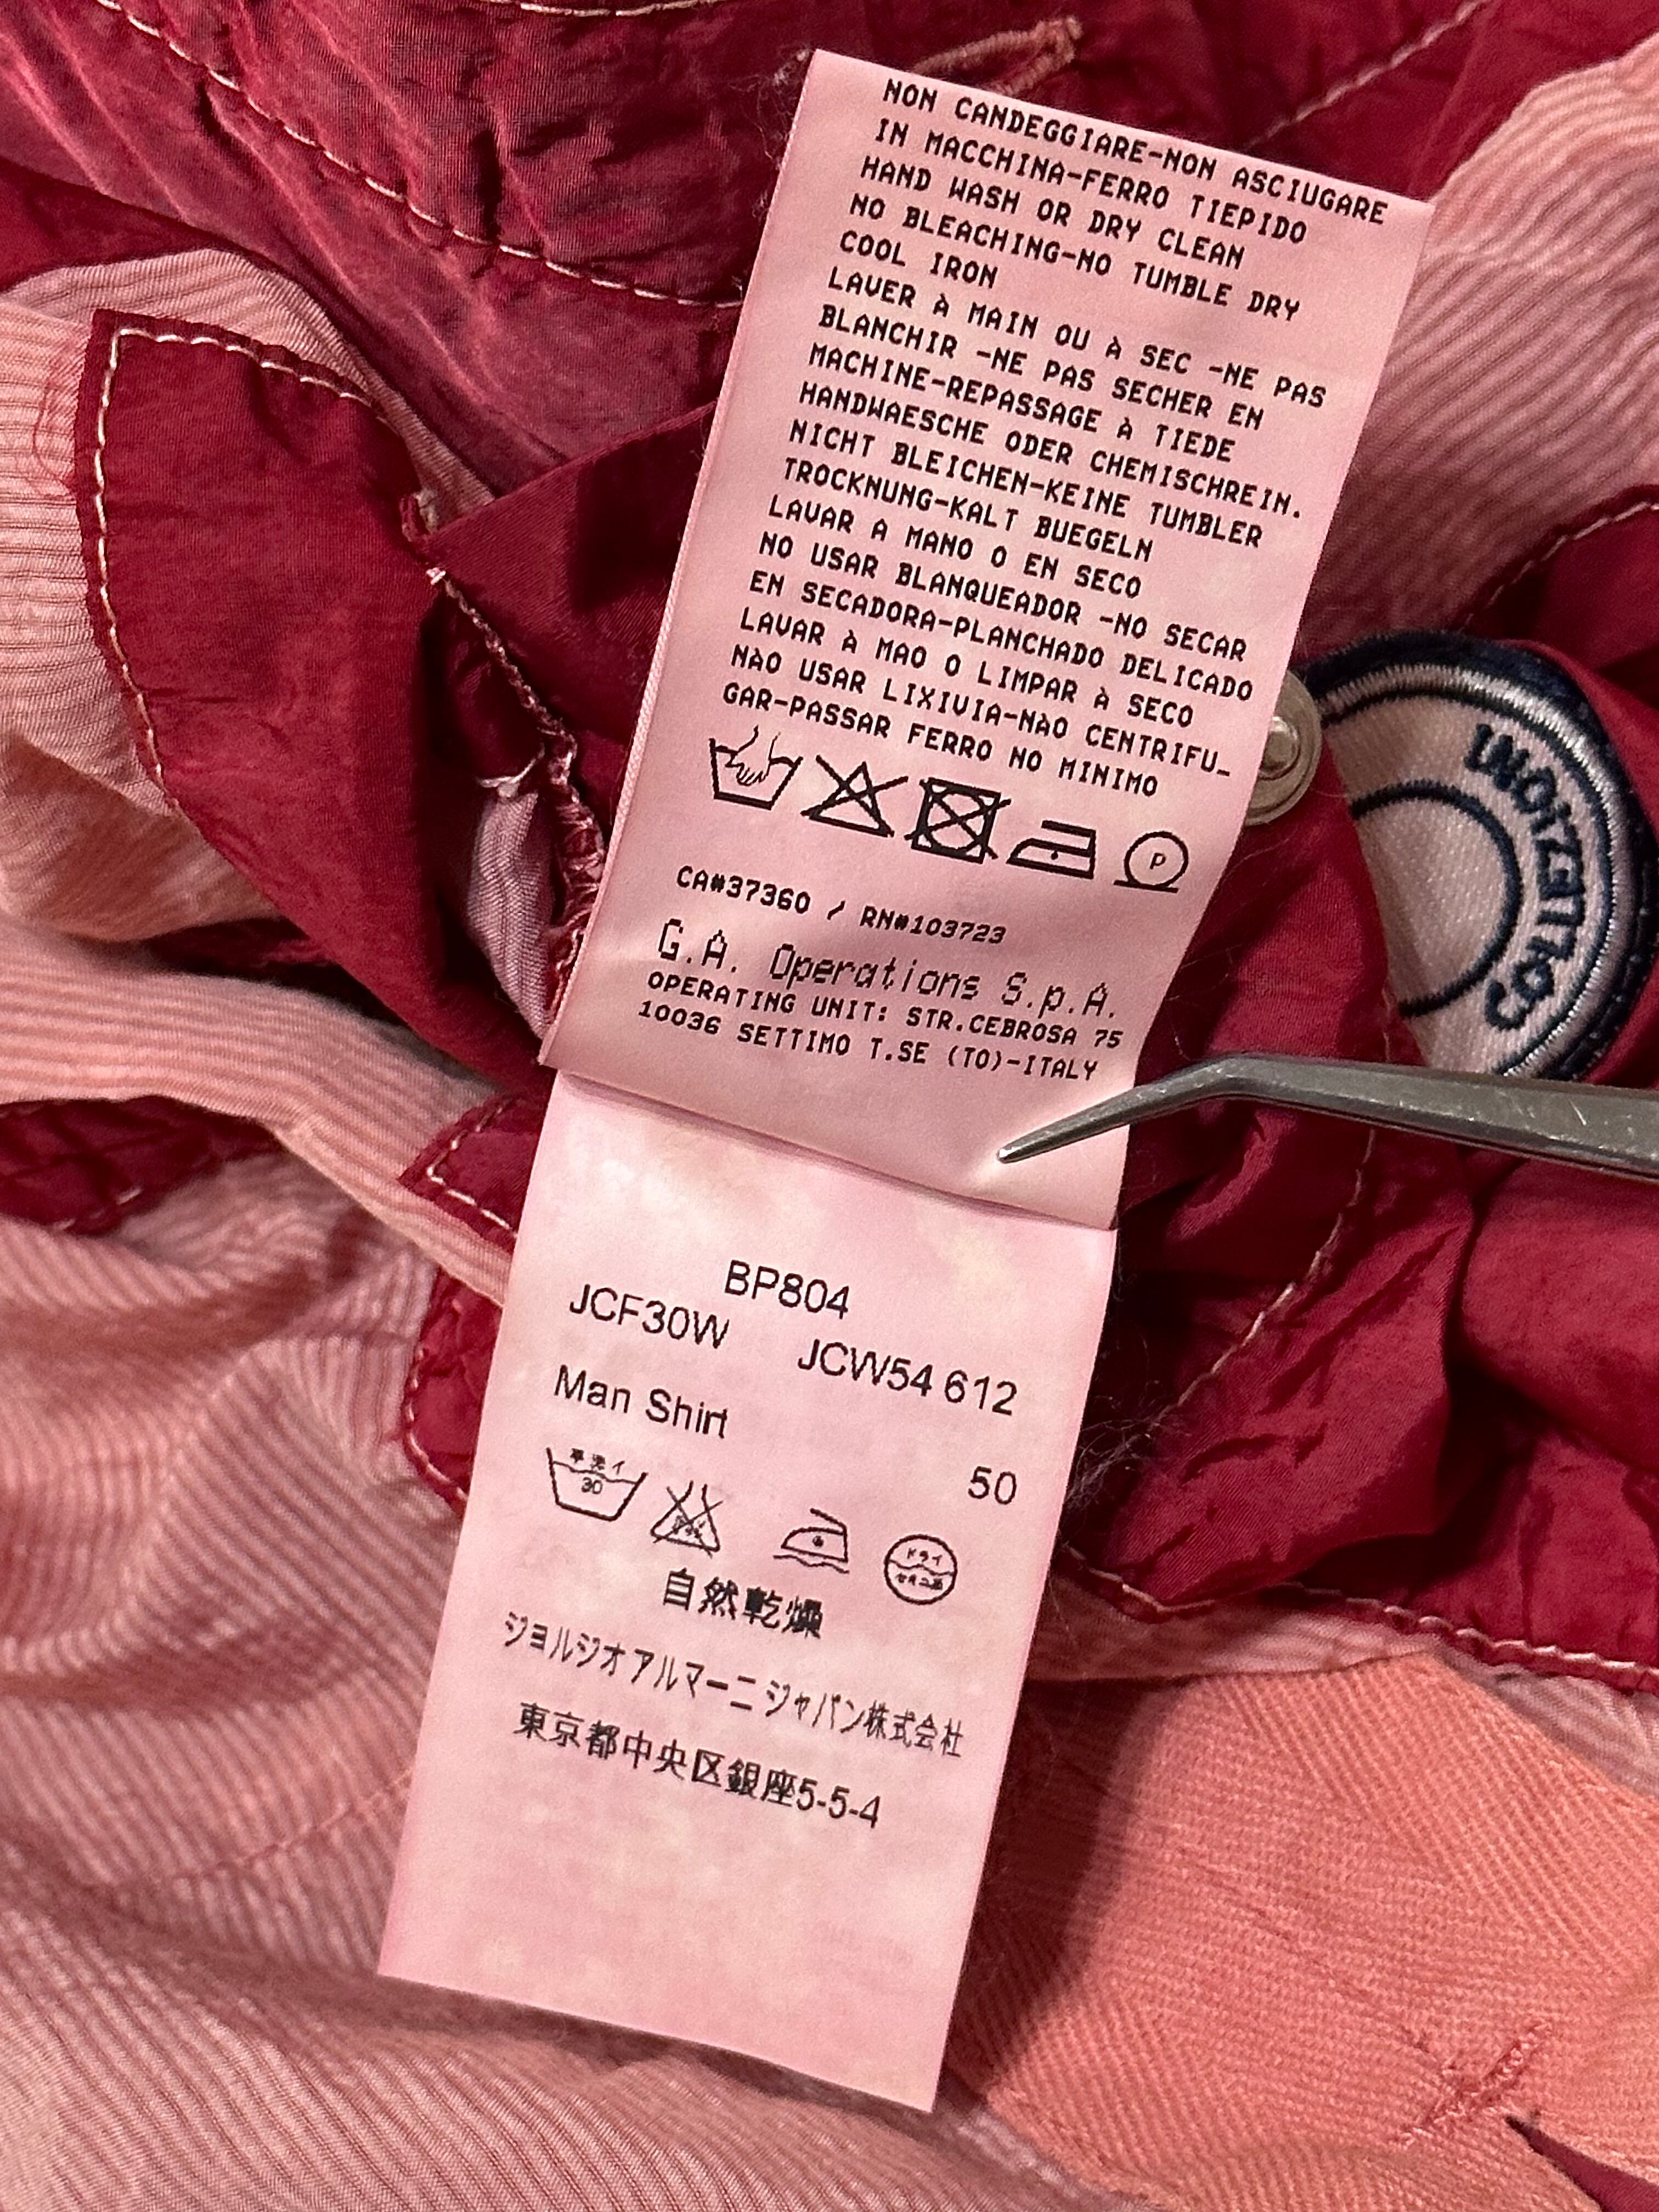 NON CANDEGGIARE-NON ASCIUGARE
IN MACCHINA-FERRO TIEPIDO
HAND WASH OR DRY CLEAN
NO BLEACHING-NO TUMBLE DRY
COOL IRON
LAVER À MAIN OU À SEC -NE PAS
BLANCHIR -NE PAS SECHER EN
MACHINE-REPASSAGE À TIEDE
HANDWAESCHE ODER CHEMISCHREIN.
NICHT BLEICHEN-KEINE TUMBLER
TROCKNUNG-KALT BUEGELN
LAVAR A MANO O EN SECO
NO USAR BLANQUEADOR -NO SECAR
EN SECADORA-PLANCHADO DELICADO
LAVAR À MAO O LIMPAR À SECO
NÀO USAR LIXIVIA-NÀO CENTRIFU_
GAR-PASSAR FERRO NO MINIMO
P
CA#37360 / RN#103723
G.A. Operations S.p.A.
OPERATING UNIT: STR.CEBROSA 75
10036 SETTIMO T.SE (TO)-ITALY
BP804
JCF30W JCW54 612
Man Shirt
50
30
ドライ
自然乾燥
ジョルジオアルマーニ ジャパン株式会社
東京都中央区銀座5-5-4